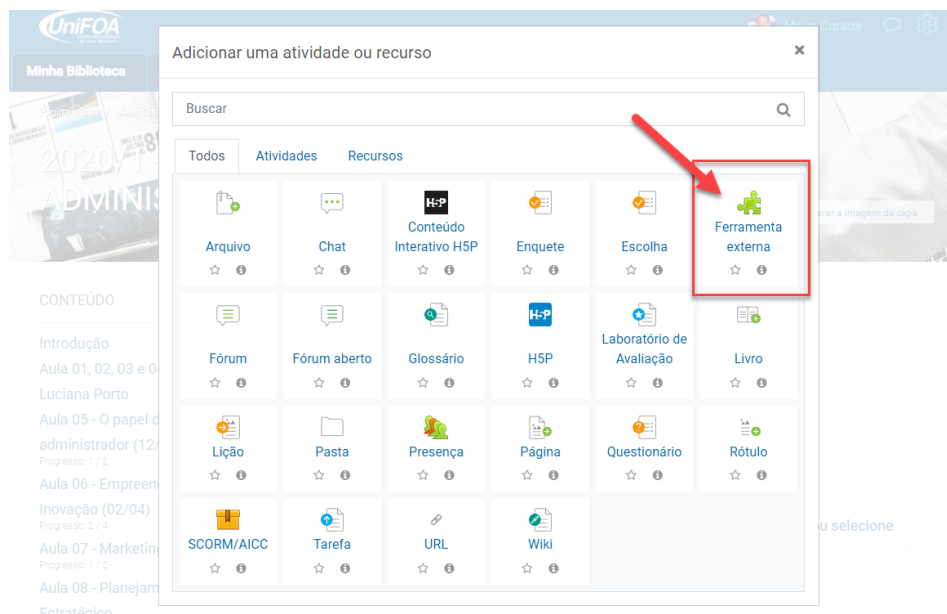 UniFOA
Meus Cursos
Minha Biblioteca
Adicionar uma atividade ou recurso
×
Buscar
Todos
Atividades
Recursos
Arquivo
Chat
H-P
Conteúdo
Interativo H5P
Enquete
Escolha
Ferramenta
externa
Fórum
Fórum aberto
Glossário
H-P
H5P
Laboratório de
Avaliação
Livro
Lição
Pasta
Presença
Página
Questionário
Rótulo
SCORM/AICC
Tarefa
URL
Wiki
2020/1
ADMINIS
erar a imagem da capa
CONTEÚDO
Introdução
Aula 01, 02, 03 e 0
Luciana Porto
Aula 05 - O papel d
administrador (12/
Progresso: 1 / 2
Aula 06 - Empreen
Inovação (02/04)
Progresso: 2 / 4
Aula 07 - Marketin
Progresso: 1 / 2
Aula 08 - Planejam
Estratégico
u selecione